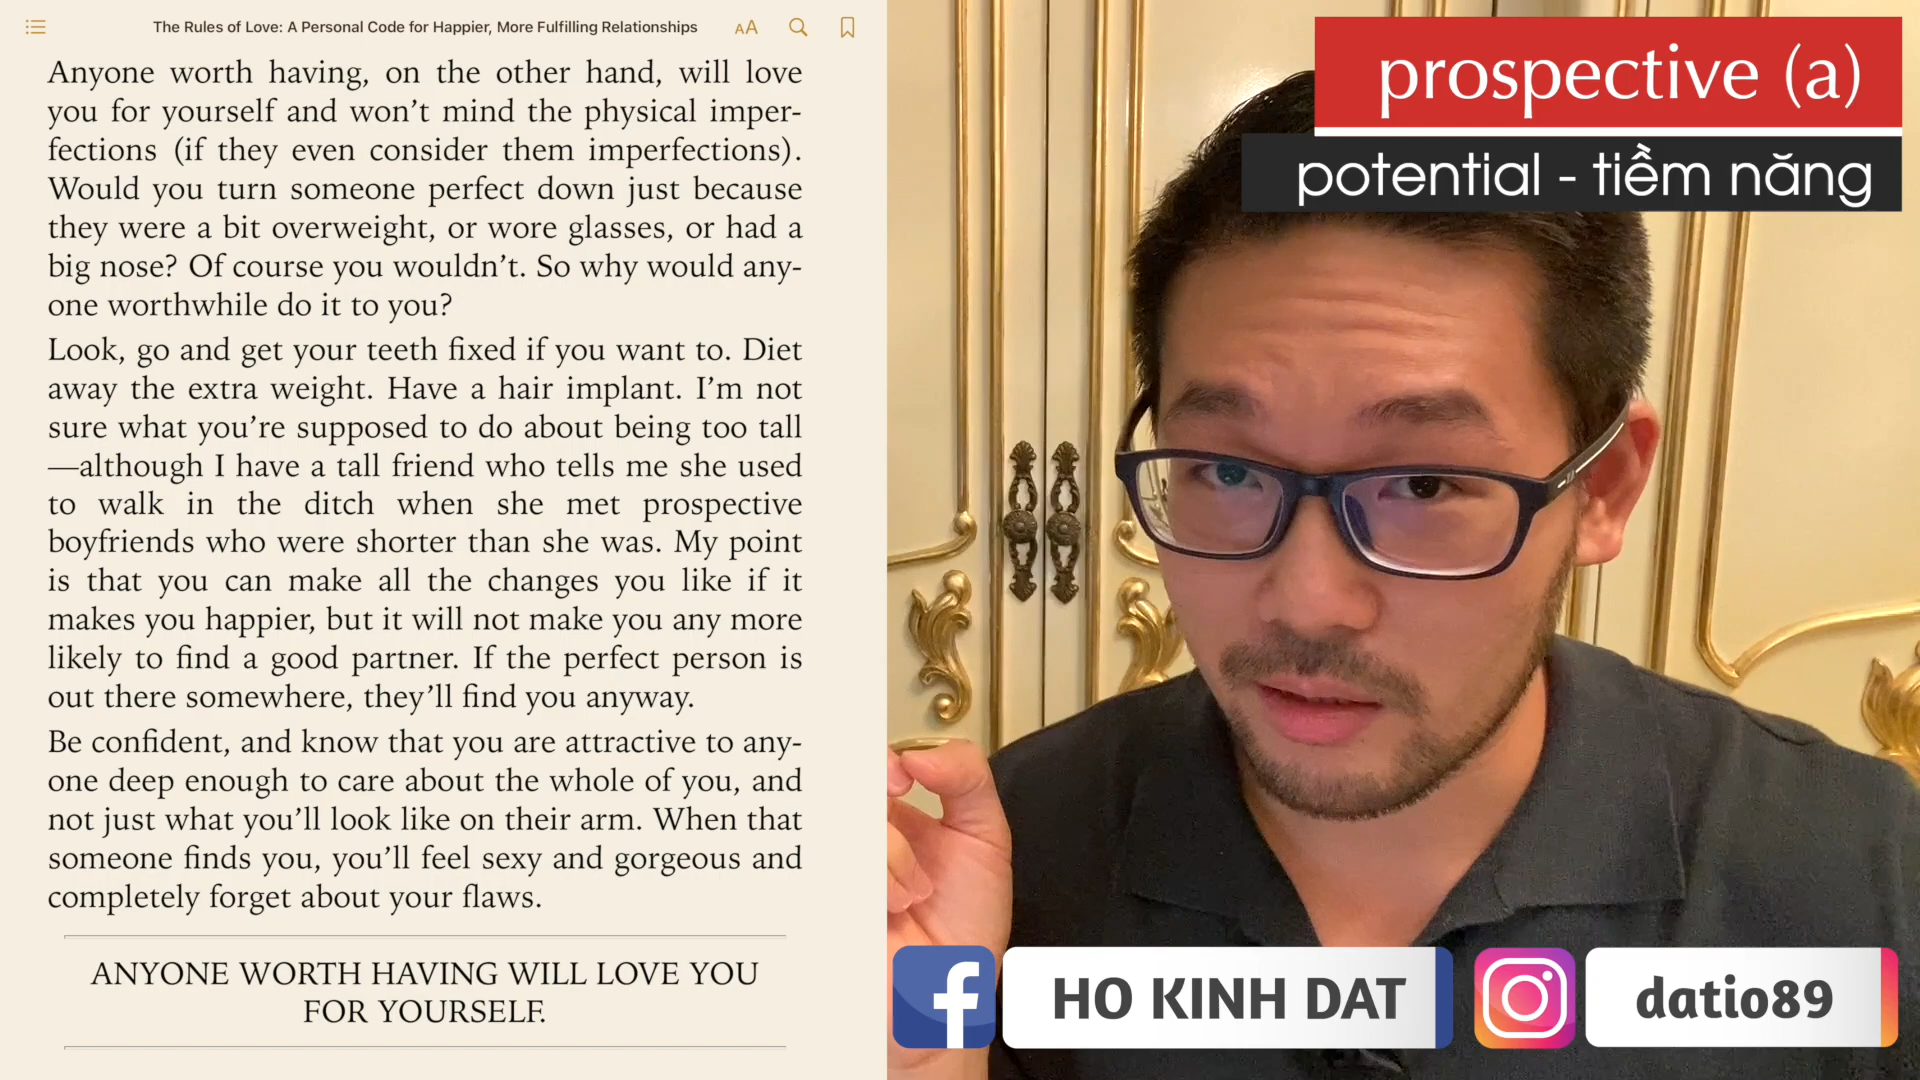 The Rules of Love: A Personal Code for Happier, More Fulfilling Relationships
AA
Anyone worth having, on the other hand, will love
you for yourself and won’t mind the physical imper-
fections (if they even consider them imperfections).
Would you turn someone perfect down just because
they were a bit overweight, or wore glasses, or had a
big nose? Of course you wouldn’t. So why would any-
one worthwhile do it to you?
Look, go and get your teeth fixed if you want to. Diet
away the extra weight. Have a hair implant. I’m not
sure what you’re supposed to do about being too tall
—although I have a tall friend who tells me she used
to walk in the ditch when she met prospective
boyfriends who were shorter than she was. My point
is that you can make all the changes you like if it
makes you happier, but it will not make you any more
likely to find a good partner. If the perfect person is
out there somewhere, they’ll find you anyway.
Be confident, and know that you are attractive to any-
one deep enough to care about the whole of you, and
not just what you’ll look like on their arm. When that
someone finds you, you’ll feel sexy and gorgeous and
completely forget about your flaws.
ANYONE WORTH HAVING WILL LOVE YOU
FOR YOURSELF.
prospective (a)
potential - tiềm năng
f
HO KINH DAT
datio89